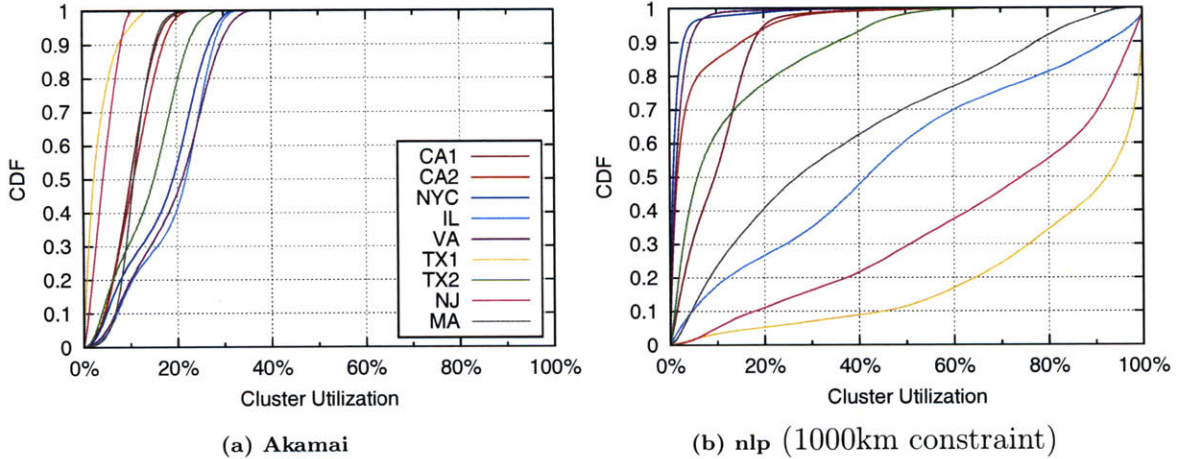 1
0.9
0.8
0.7
0.6
0.5
0.4
0.3
0.2
0.1
0
CDF
0% 20% 40% 60% 80% 100%
Cluster Utilization
CA1
CA2
NYC
IL
VA
TX1
TX2
NJ
MA
(a) Akamai
1
0.9
0.8
0.7
0.6
0.5
0.4
0.3
0.2
0.1
0
CDF
0% 20% 40% 60% 80% 100%
Cluster Utilization
(b) nlp (1000km constraint)